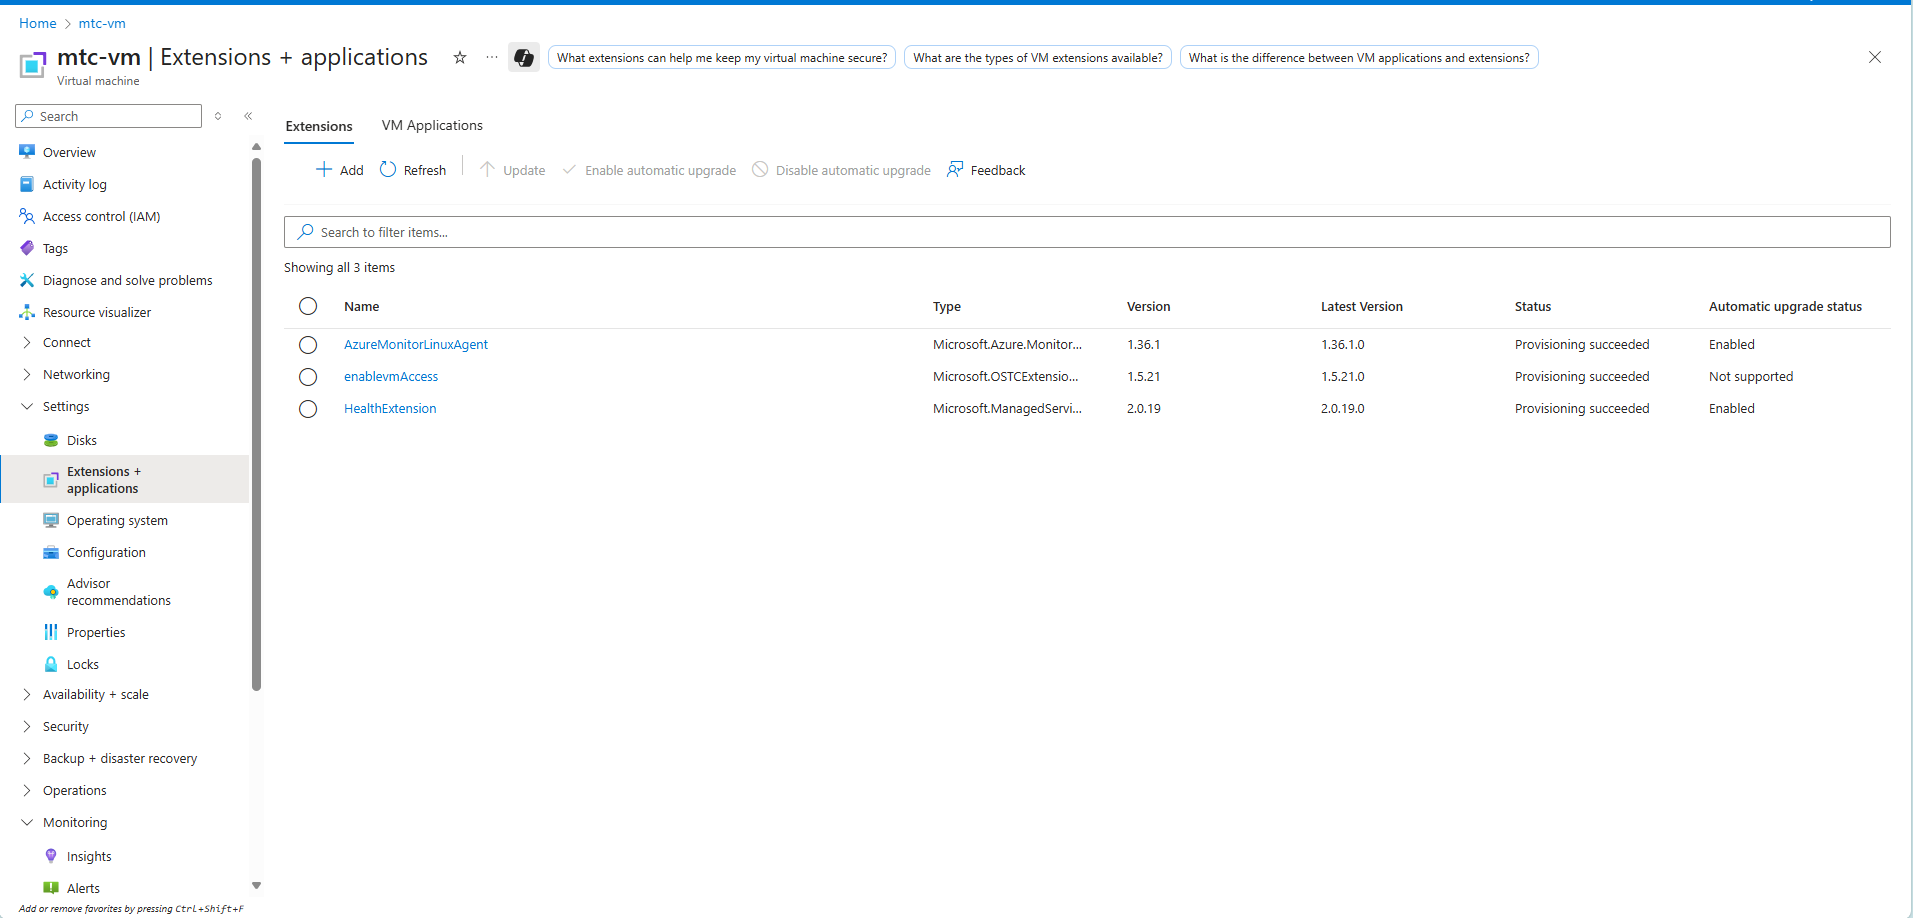 Home > mtc-vm
mtc-vm | Extensions + applications
Virtual machine
What extensions can help me keep my virtual machine secure?
What are the types of VM extensions available?
What is the difference between VM applications and extensions?
Search
Overview
Activity log
Access control (IAM)
Tags
Diagnose and solve problems
Resource visualizer
Connect
Networking
Settings
Disks
Extensions +
applications
Operating system
Configuration
Advisor
recommendations
Properties
Locks
Availability + scale
Security
Backup + disaster recovery
Operations
Monitoring
Insights
Alerts
Add or remove favorites by pressing Ctrl+Shift+F
Extensions VM Applications
Add Refresh Update Enable automatic upgrade Disable automatic upgrade Feedback
Search to filter items...
Showing all 3 items
Name Type Version Latest Version Status Automatic upgrade status
AzureMonitorLinuxAgent Microsoft.Azure.Monitor... 1.36.1 1.36.1.0 Provisioning succeeded Enabled
enablevmAccess Microsoft.OSTCExtensio... 1.5.21 1.5.21.0 Provisioning succeeded Not supported
HealthExtension Microsoft.ManagedServi... 2.0.19 2.0.19.0 Provisioning succeeded Enabled